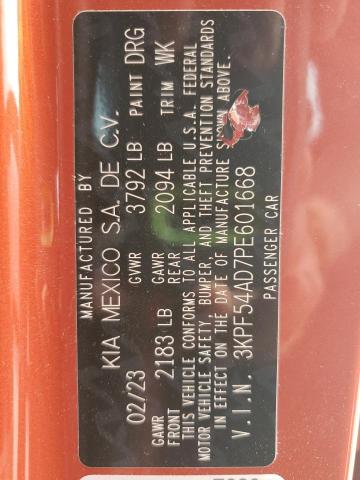 MANUFACTURED BY
KIA MEXICO S.A. DE C.V.
02/23 GVWR 3792 LB PAINT DRG
GAWR FRONT 2183 LB GAWR REAR 2094 LB TRIM WK
THIS VEHICLE CONFORMS TO ALL APPLICABLE U.S.A. FEDERAL
MOTOR VEHICLE SAFETY, BUMPER, AND THEFT PREVENTION STANDARDS
IN EFFECT ON THE DATE OF MANUFACTURE SHOWN ABOVE.
V.I.N. 3KPF54AD7PE601668
PASSENGER CAR